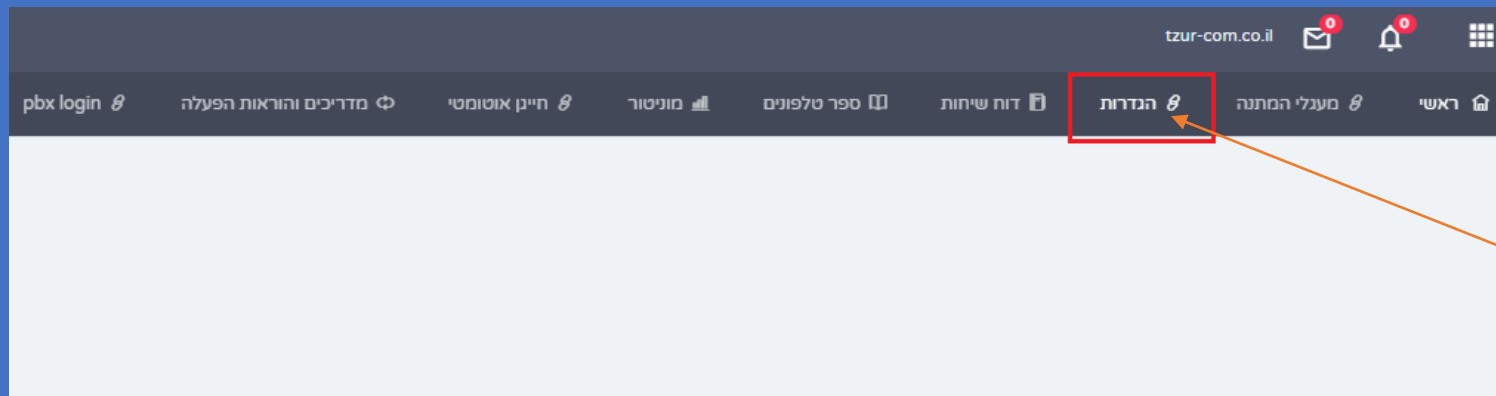 tzur-com.co.il 0 0
ראשי מעגלי המתנה הגדרות דוח שיחות ספר טלפונים מוניטור חייגן אוטומטי מדריכים והוראות הפעלה pbx login